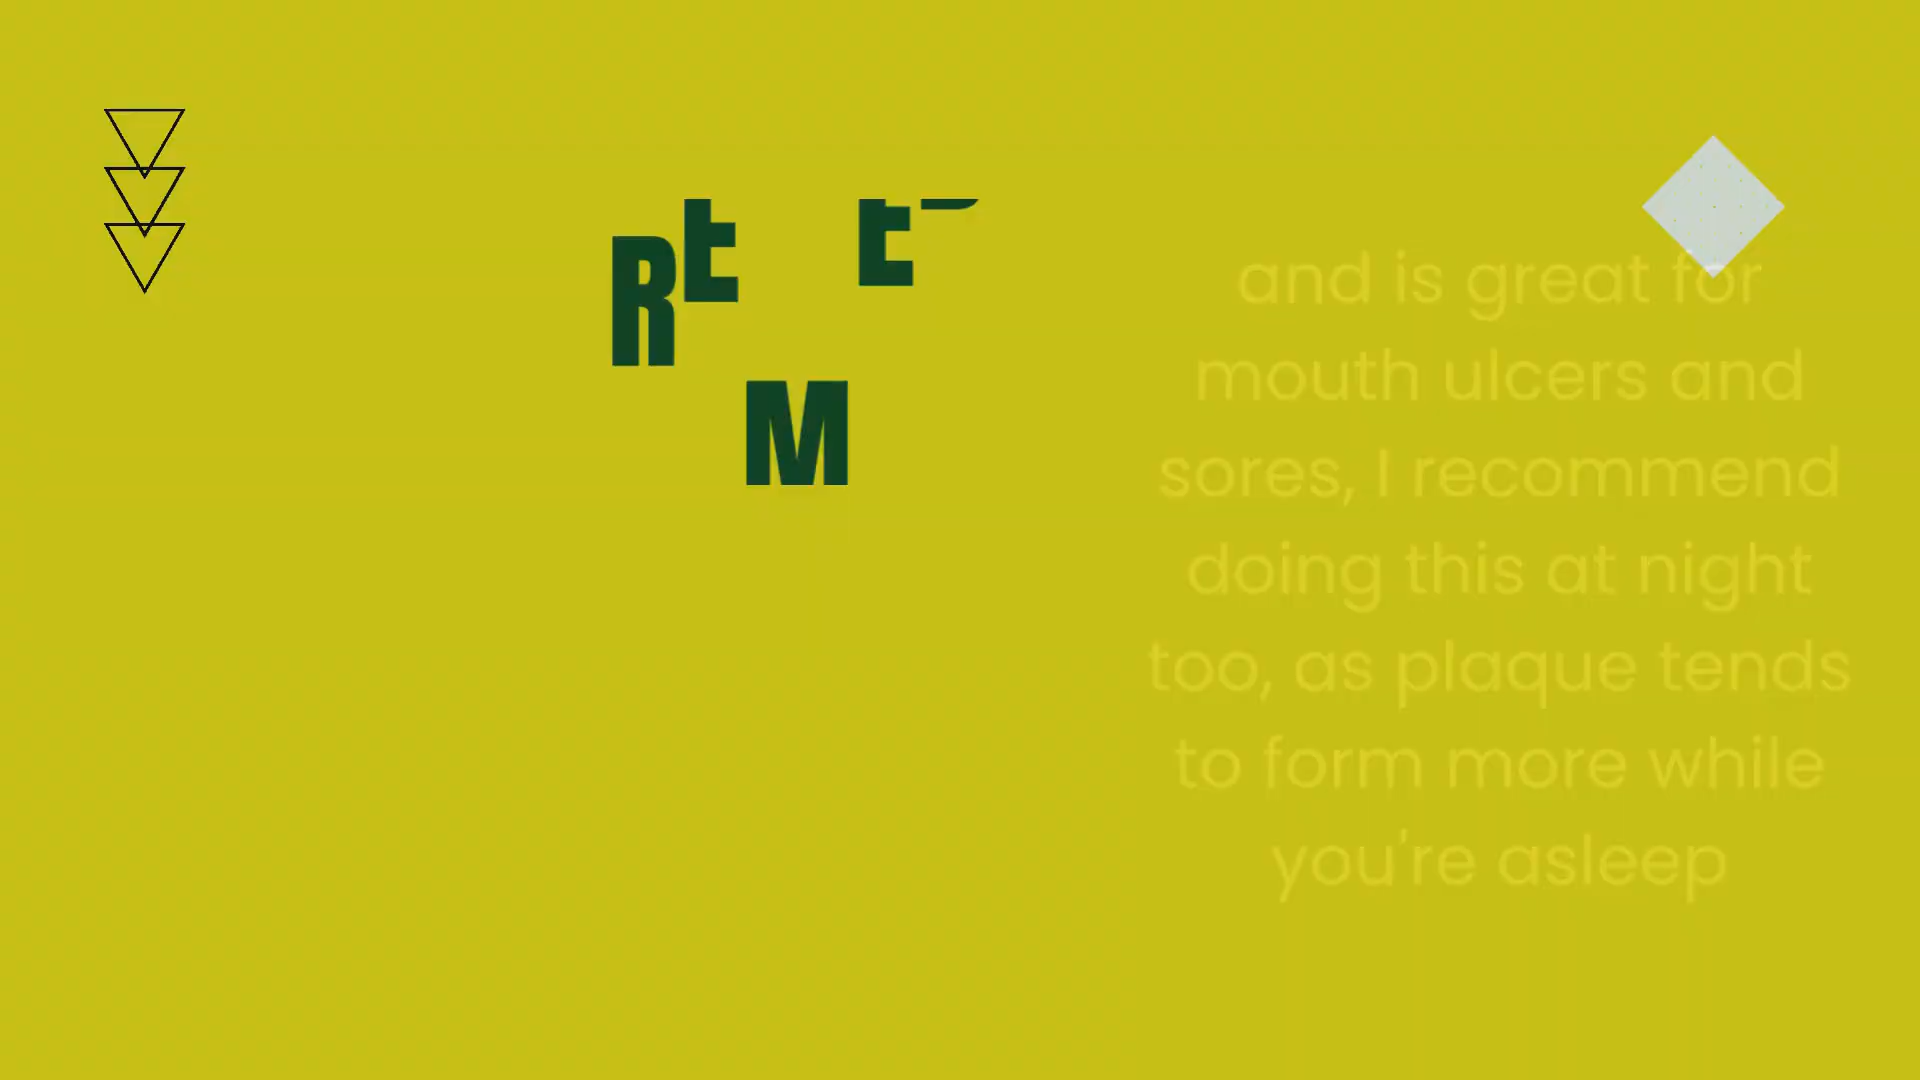 RE E
M
and is great for
mouth ulcers and
sores, I recommend
doing this at night
too, as plaque tends
to form more while
you're asleep